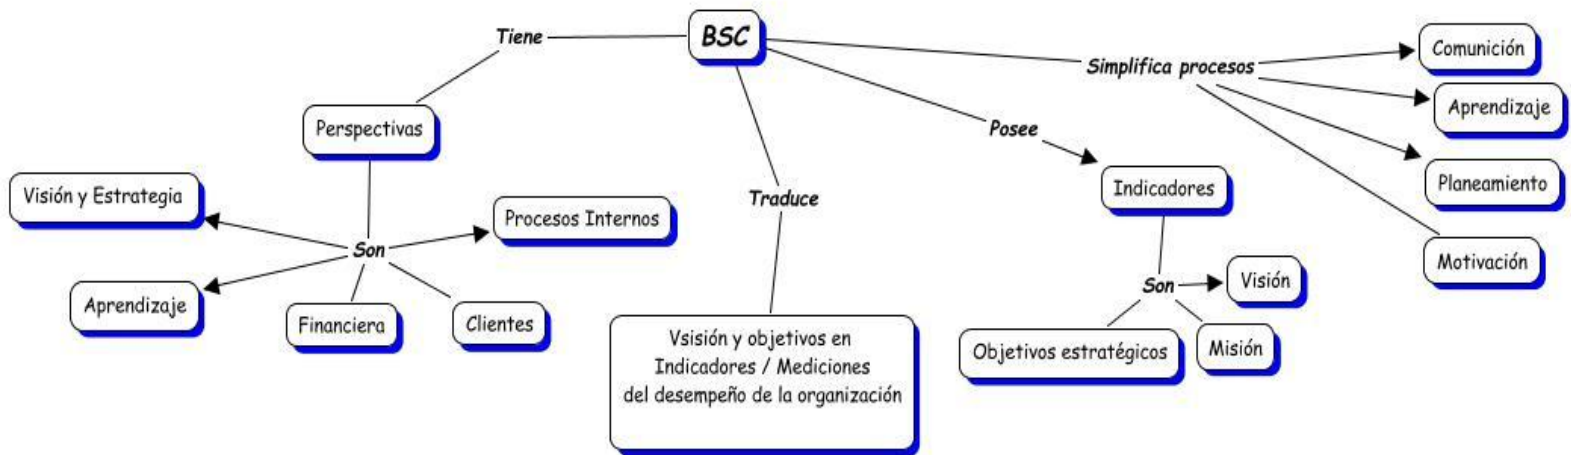 BSC
Tiene
Simplifica procesos
Comunición
Aprendizaje
Planeamiento
Motivación
Perspectivas
Posee
Indicadores
Traduce
Visión y Estrategia
Procesos Internos
Son
Aprendizaje
Financiera
Clientes
Vsisión y objetivos en
Indicadores / Mediciones
del desempeño de la organización
Son
Visión
Objetivos estratégicos
Misión